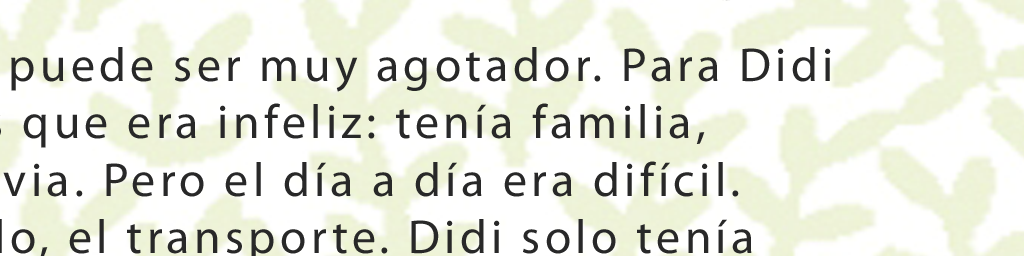 puede ser muy agotador. Para Didi
que era infeliz: tenía familia,
via. Pero el día a día era difícil.
lo, el transporte. Didi solo tenía